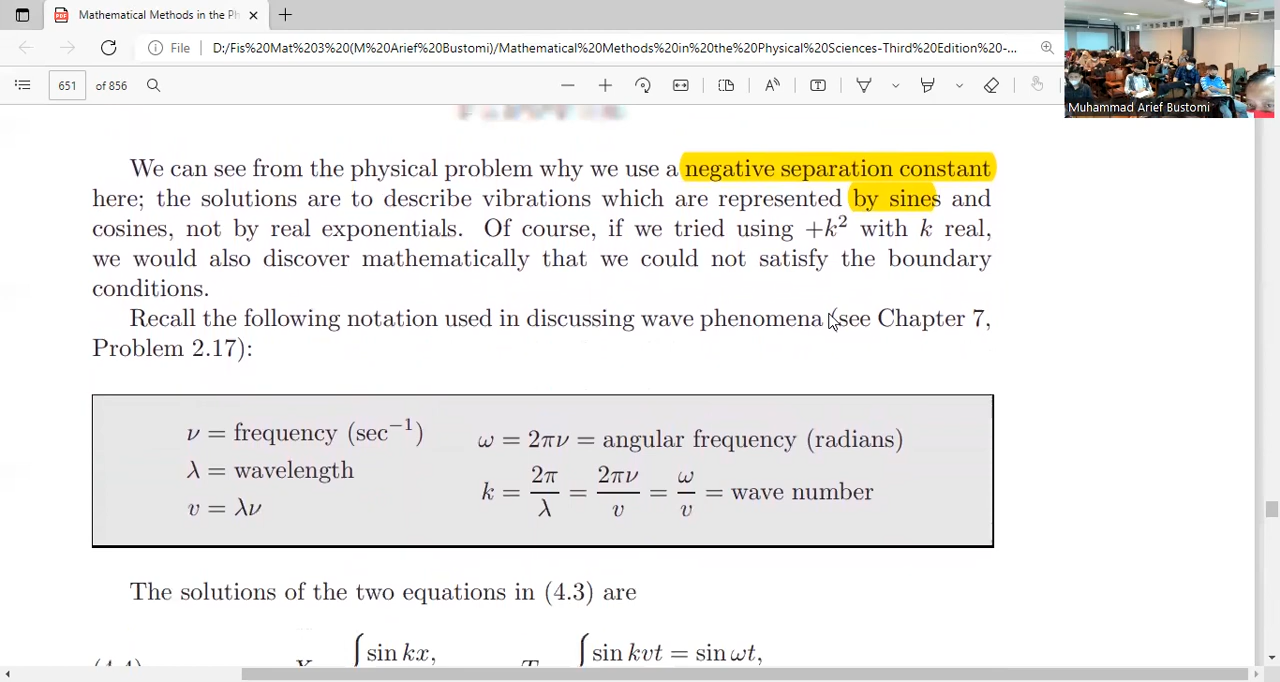 Mathematical Methods in the Ph
File D:/Fis%20Mat%203%20(M%20Arief%20Bustomi)/Mathematical%20Methods%20in%20the%20Physical%20Sciences-Third%20Edition%20-...
651 of 856
Muhammad Arief Bustomi
We can see from the physical problem why we use a negative separation constant
here; the solutions are to describe vibrations which are represented by sines and
cosines, not by real exponentials. Of course, if we tried using +k² with k real,
we would also discover mathematically that we could not satisfy the boundary
conditions.
Recall the following notation used in discussing wave phenomena (see Chapter 7,
Problem 2.17):
ν = frequency (sec⁻¹)
λ = wavelength
v = λν
ω = 2πν = angular frequency (radians)
k = 2π/λ = 2πν/v = ω/v = wave number
The solutions of the two equations in (4.3) are
sin kx,
sin kvt = sin ωt,